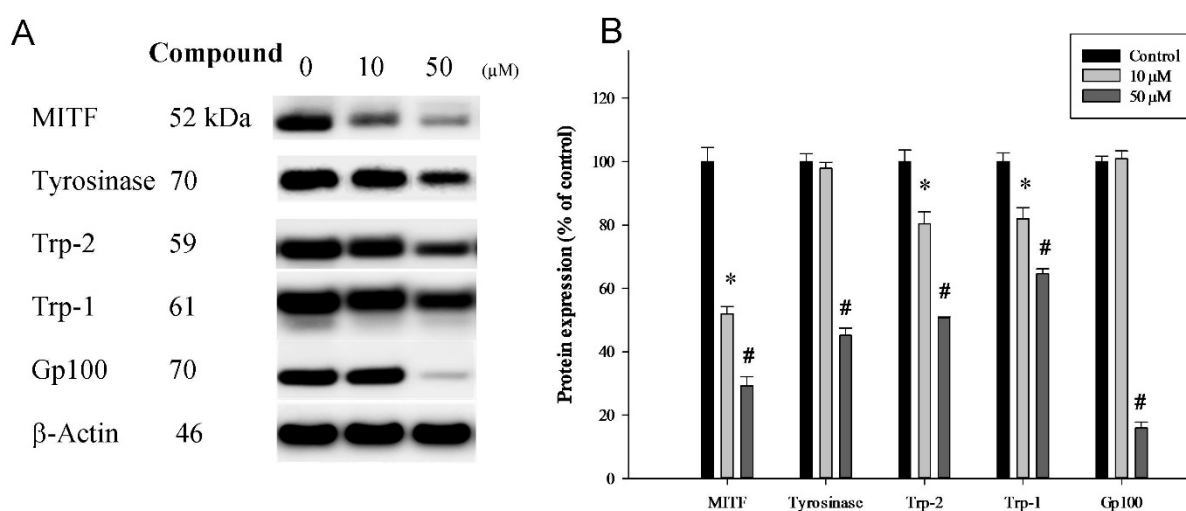 A
Compound
0 10 50 (μM)
MITF 52 kDa
Tyrosinase 70
Trp-2 59
Trp-1 61
Gp100 70
β-Actin 46
B
Control
10 μM
50 μM
Protein expression (% of control)
120
100
80
60
40
20
0
* #
#
* #
* #
#
MITF Tyrosinase Trp-2 Trp-1 Gp100